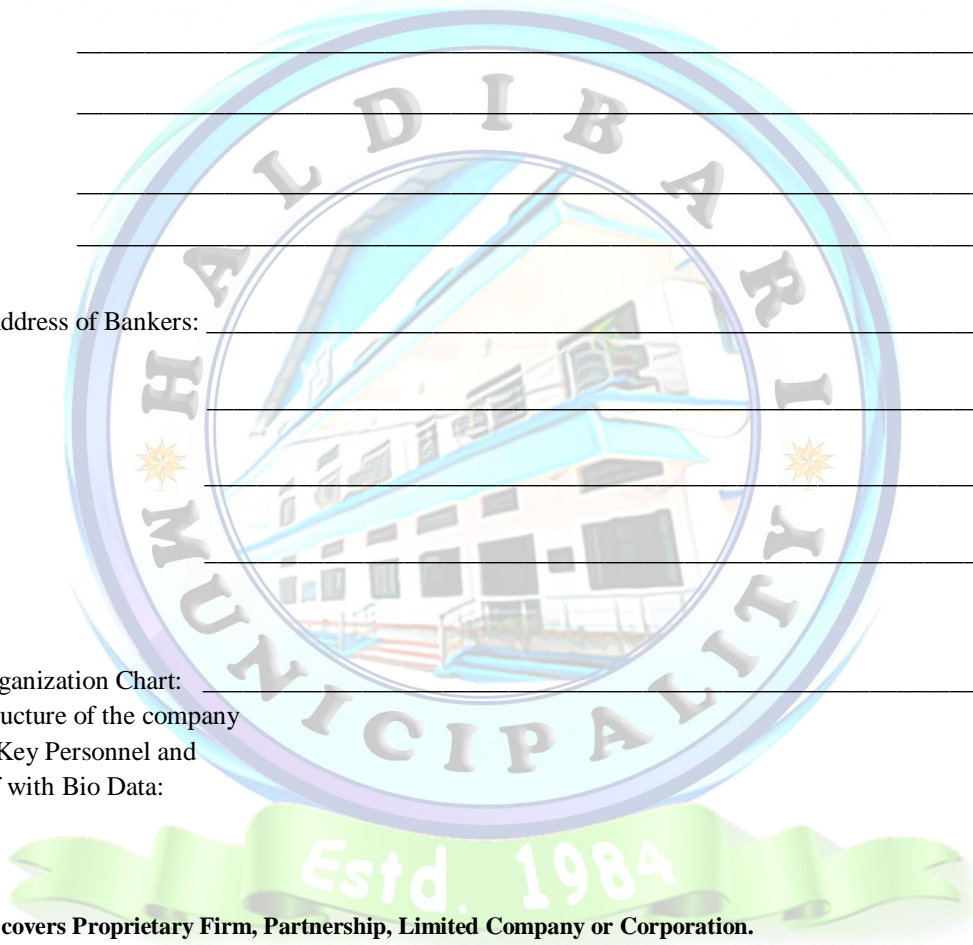 HALDIBARI
ddress of Bankers:
ganization Chart:
ucture of the company
Key Personnel and
with Bio Data:
MUNICIPALITY
Estd. 1984
covers Proprietary Firm, Partnership, Limited Company or Corporation.